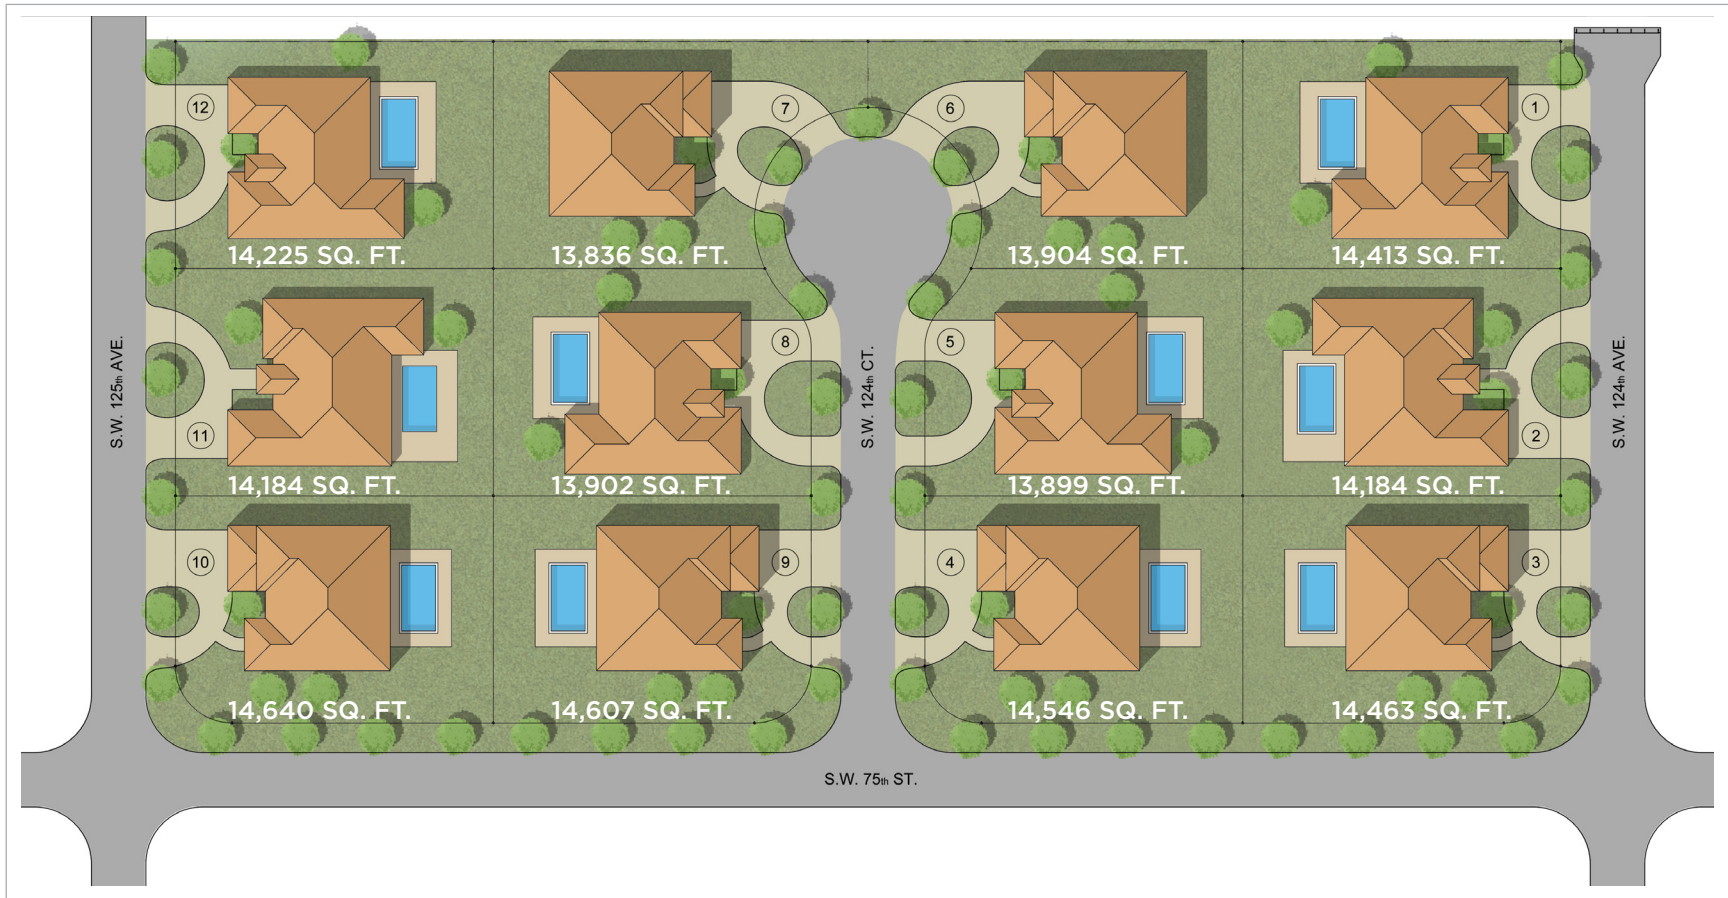 12
7
6
1
14,225 SQ. FT.
13,836 SQ. FT.
13,904 SQ. FT.
14,413 SQ. FT.
S.W. 125th AVE.
11
8
S.W. 124th CT.
5
2
S.W. 124th AVE.
14,184 SQ. FT.
13,902 SQ. FT.
13,899 SQ. FT.
14,184 SQ. FT.
10
9
4
3
14,640 SQ. FT.
14,607 SQ. FT.
14,546 SQ. FT.
14,463 SQ. FT.
S.W. 75th ST.